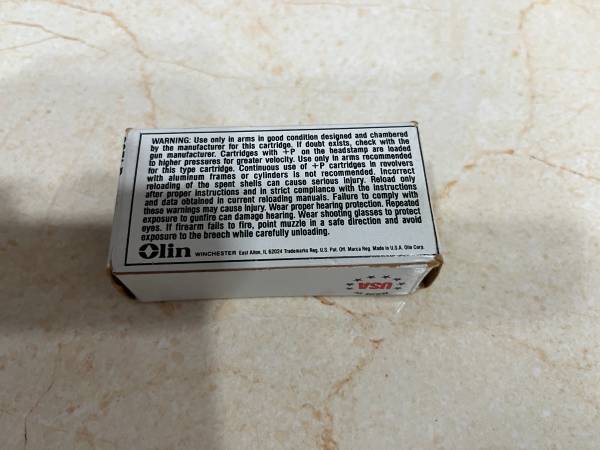 WARNING: Use only in arms in good condition designed and chambered
by the manufacturer for this cartridge. If doubt exists, check with the
gun manufacturer. Cartridges with +P on the headstamp are loaded
to higher pressures for greater velocity. Use only in arms recommended
for this type cartridge. Continuous use of +P cartridges in revolvers
with aluminum frames or cylinders is not recommended. Incorrect
reloading of the spent shells can cause serious injury. Reload only
after proper instructions and in strict compliance with the instructions
and data obtained in current reloading manuals. Failure to comply with
these warnings may cause injury. Wear proper hearing protection. Repeated
exposure to gunfire can damage hearing. Wear shooting glasses to protect
eyes. If firearm fails to fire, point muzzle in a safe direction and avoid
exposure to the breech while carefully unloading.
Olin WINCHESTER East Alton, IL 62024 Trademarks Reg. U.S. Pat. Off. Marca Reg. Made in U.S.A. Olin Corp.
USA